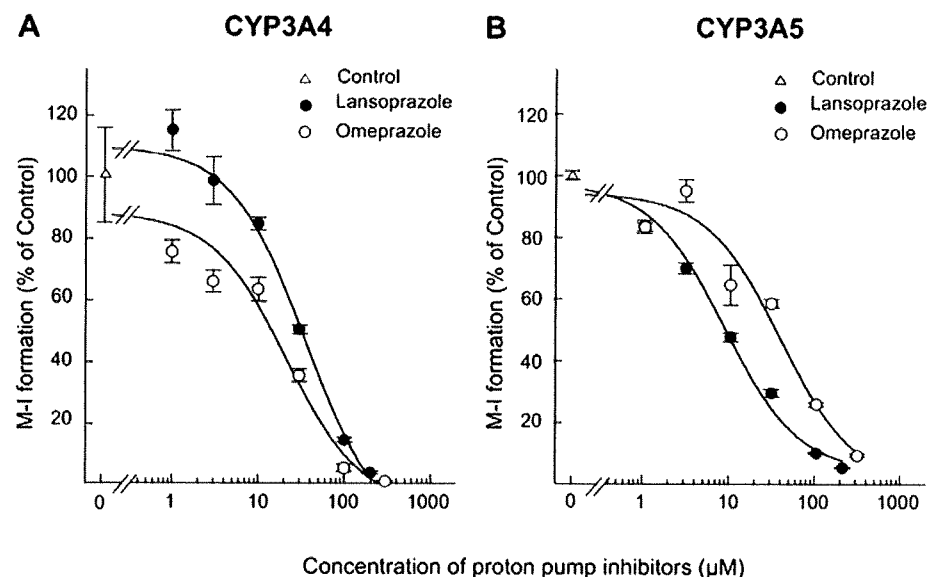 A
CYP3A4
Control
Lansoprazole
Omeprazole
M-I formation (% of Control)
120
100
80
60
40
20
0
1
10
100
1000
B
CYP3A5
Control
Lansoprazole
Omeprazole
M-I formation (% of Control)
120
100
80
60
40
20
0
1
10
100
1000
Concentration of proton pump inhibitors (µM)